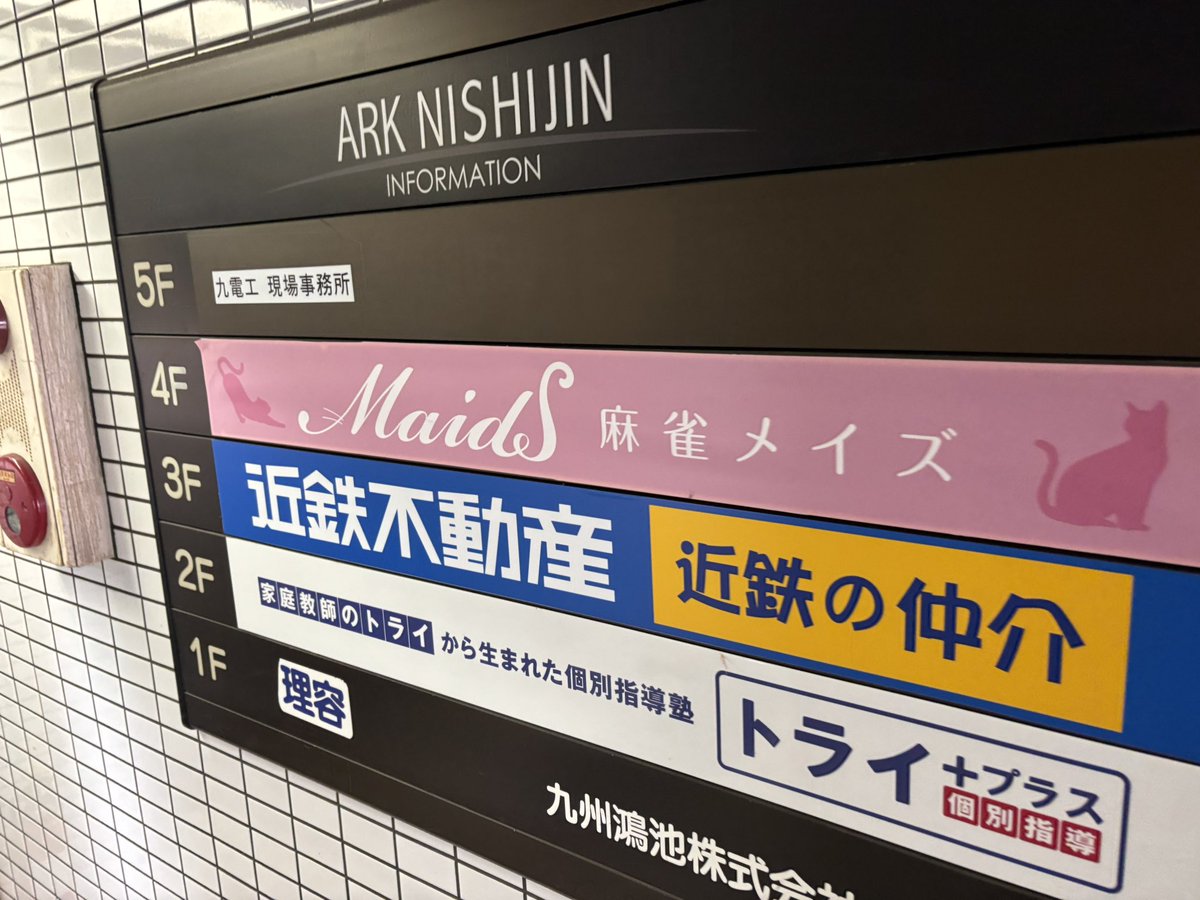 ARK NISHIJIN
INFORMATION
5F
九電工 現場事務所
4F
Maids 麻雀メイズ
3F
近鉄不動産
近鉄の仲介
2F
家庭教師のトライから生まれた個別指導塾
トライ+プラス
個別指導
1F
理容
九州鴻池株式会社